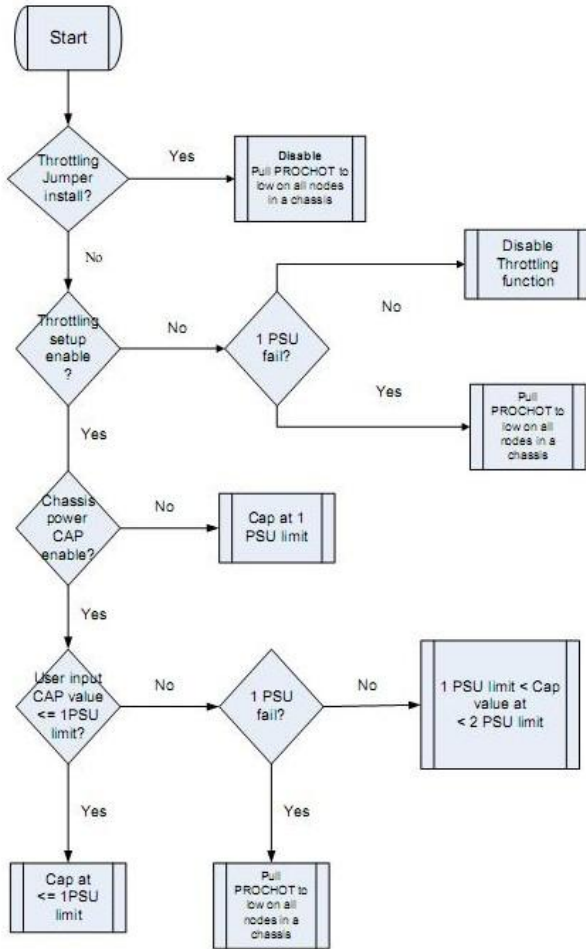 Start
Throttling
Jumper
install?
Yes
Disable
Pull PROCHOT to
low on all nodes
in a chassis
No
Throttling
setup
enable
?
No
1 PSU
fail?
No
Disable
Throttling
function
Yes
Pull
PROCHOT to
low on all
nodes in a
chassis
Yes
Chassis
power
CAP
enable?
No
Cap at 1
PSU limit
Yes
User input
CAP value
<= 1PSU
limit?
No
1 PSU
fail?
No
1 PSU limit < Cap
value at
< 2 PSU limit
Yes
Cap at
<= 1PSU
limit
Yes
Pull
PROCHOT to
low on all
nodes in a
chassis